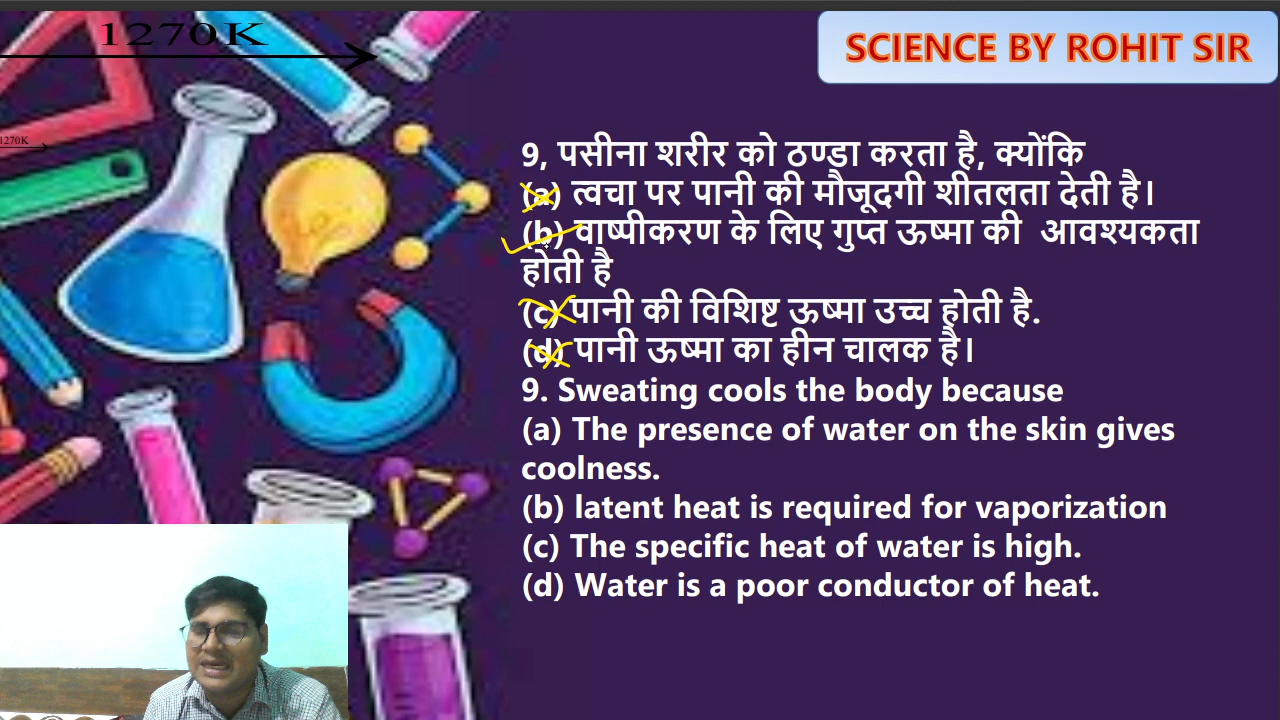 1270K
SCIENCE BY ROHIT SIR
1270K
9, पसीना शरीर को ठण्डा करता है, क्योंकि
(a) त्वचा पर पानी की मौजूदगी शीतलता देती है।
(b) वाष्पीकरण के लिए गुप्त ऊष्मा की आवश्यकता
होती है
(c) पानी की विशिष्ट ऊष्मा उच्च होती है.
(d) पानी ऊष्मा का हीन चालक है।
9. Sweating cools the body because
(a) The presence of water on the skin gives
coolness.
(b) latent heat is required for vaporization
(c) The specific heat of water is high.
(d) Water is a poor conductor of heat.